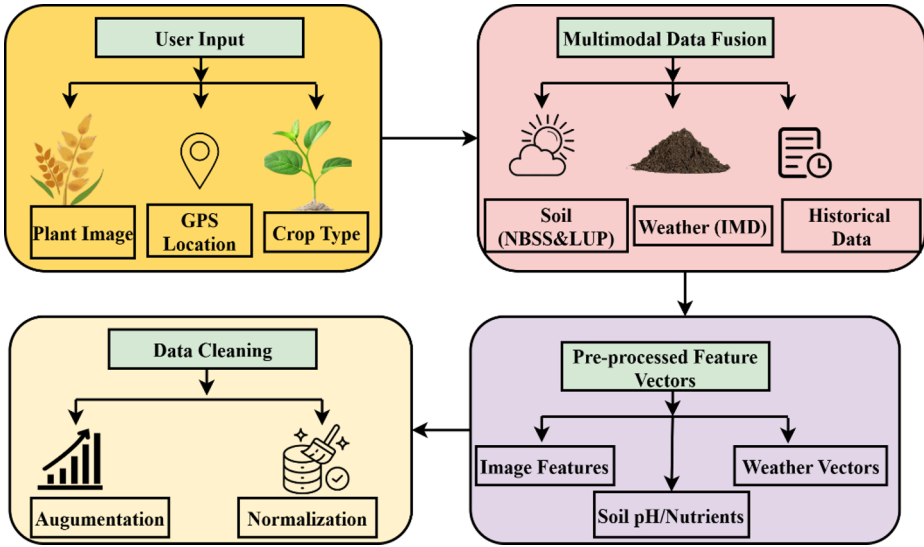 User Input
Plant Image
GPS
Location
Crop Type
Multimodal Data Fusion
Soil
(NBSS&LUP)
Weather (IMD)
Historical
Data
Data Cleaning
Augumentation
Normalization
Pre-processed Feature
Vectors
Image Features
Soil pH/Nutrients
Weather Vectors